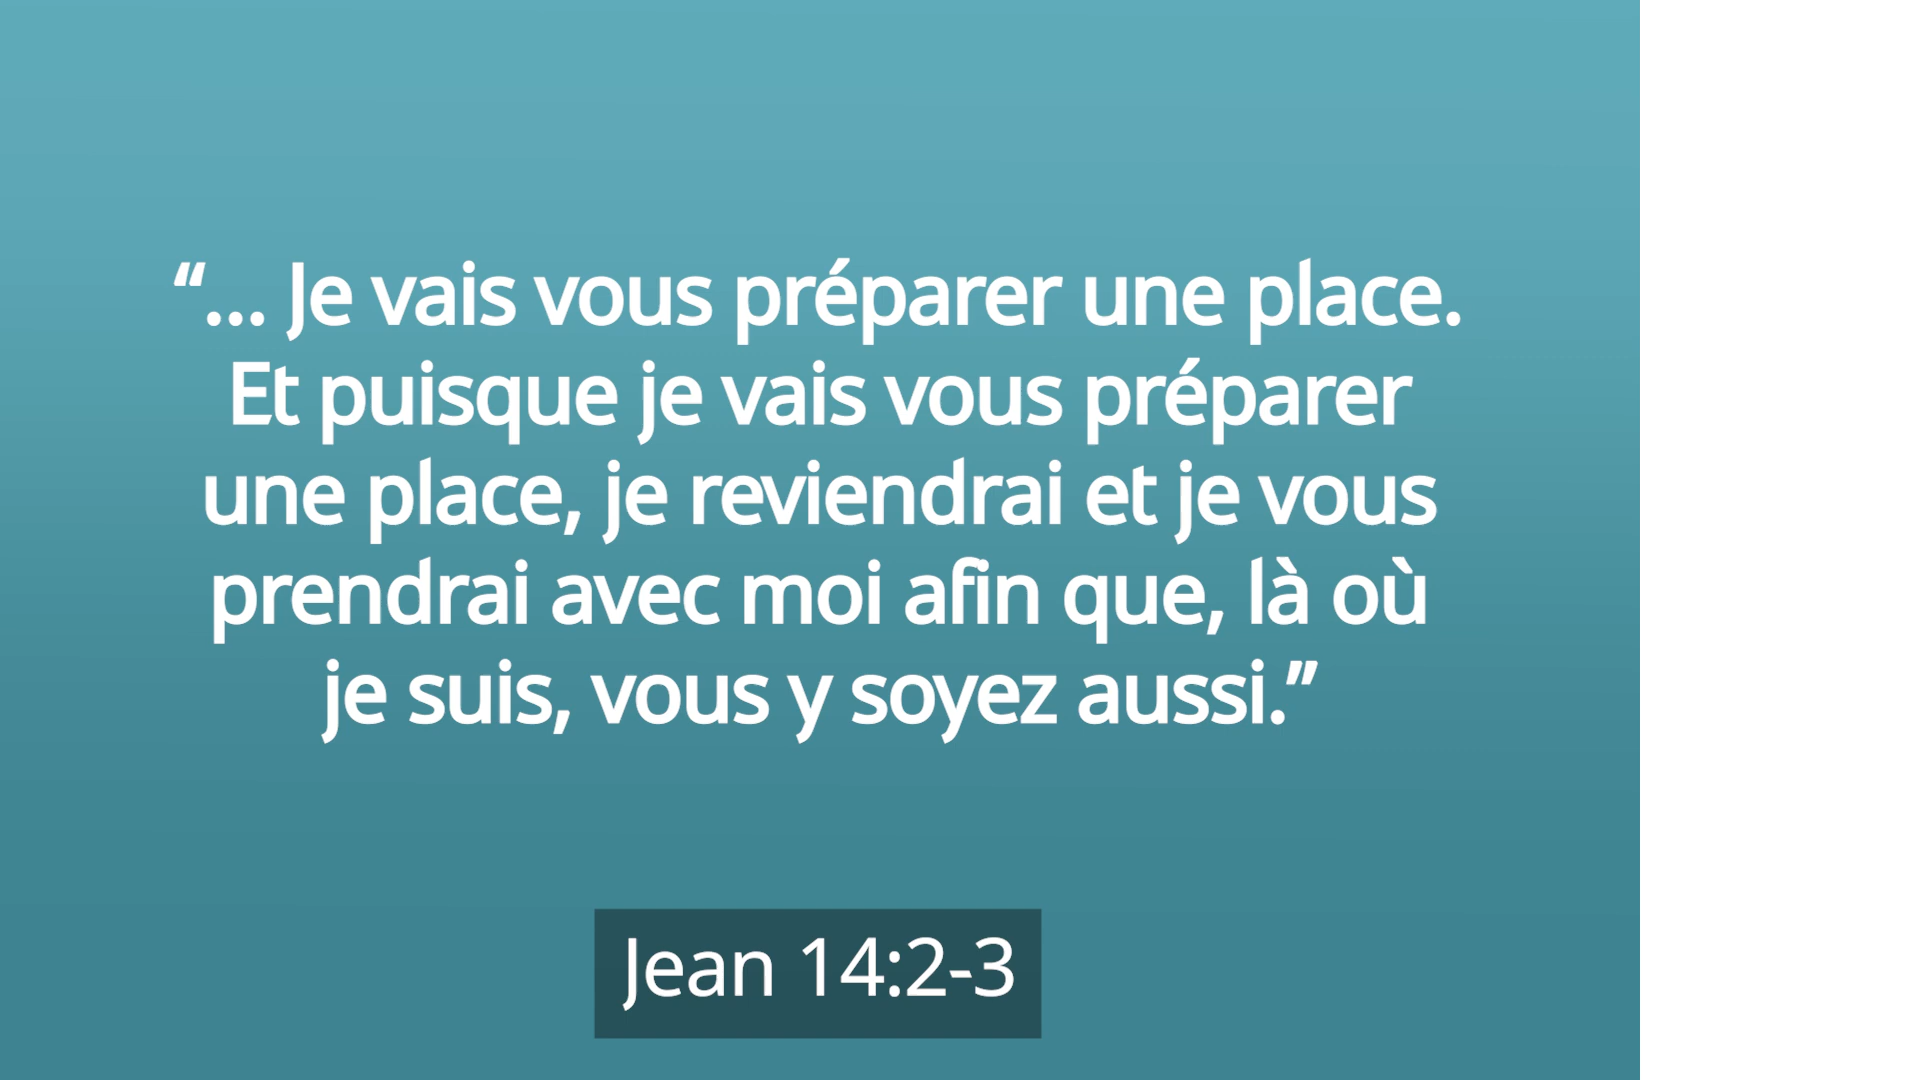 “... Je vais vous préparer une place.
Et puisque je vais vous préparer
une place, je reviendrai et je vous
prendrai avec moi afin que, là où
je suis, vous y soyez aussi.”
Jean 14:2-3